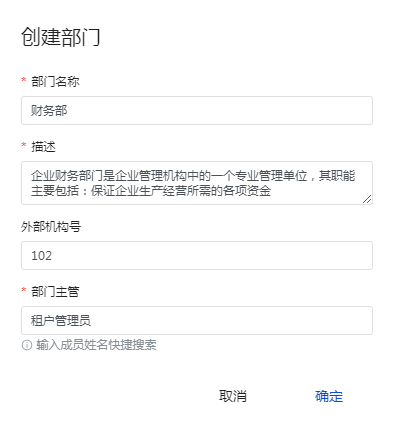 创建部门
* 部门名称
财务部
* 描述
企业财务部门是企业管理机构中的一个专业管理单位，其职能
主要包括：保证企业生产经营所需的各项资金
外部机构号
102
* 部门主管
租户管理员
输入成员姓名快捷搜索
取消 确定